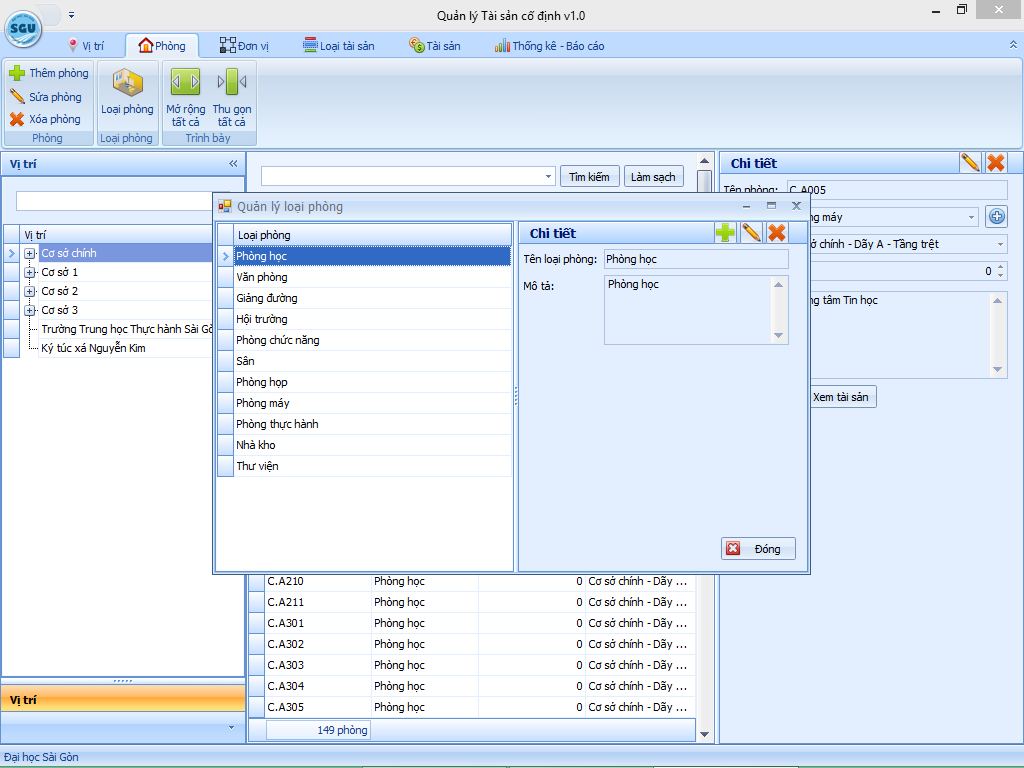 Quản lý Tài sản cố định v1.0
SGU
Vị trí
Phòng
Đơn vị
Loại tài sản
Tài sản
Thống kê - Báo cáo
Thêm phòng
Sửa phòng
Xóa phòng
Phòng
Loại phòng
Loại phòng
Mở rộng tất cả
Thu gọn tất cả
Trình bày
Vị trí
Vị trí
Cơ sở chính
Cơ sở 1
Cơ sở 2
Cơ sở 3
Trường Trung học Thực hành Sài Gò
Ký túc xá Nguyễn Kim
Vị trí
Tìm kiếm
Làm sạch
Quản lý loại phòng
Loại phòng
Phòng học
Văn phòng
Giảng đường
Hội trường
Phòng chức năng
Sân
Phòng họp
Phòng máy
Phòng thực hành
Nhà kho
Thư viện
Chi tiết
Tên loại phòng: Phòng học
Mô tả: Phòng học
Đóng
C.A210 Phòng học 0 Cơ sở chính - Dãy ...
C.A211 Phòng học 0 Cơ sở chính - Dãy ...
C.A301 Phòng học 0 Cơ sở chính - Dãy ...
C.A302 Phòng học 0 Cơ sở chính - Dãy ...
C.A303 Phòng học 0 Cơ sở chính - Dãy ...
C.A304 Phòng học 0 Cơ sở chính - Dãy ...
C.A305 Phòng học 0 Cơ sở chính - Dãy ...
149 phòng
Chi tiết
Tên phòng: C.A005
ng máy
ở chính - Dãy A - Tầng trệt
0
ng tâm Tin học
Xem tài sản
Đại học Sài Gòn